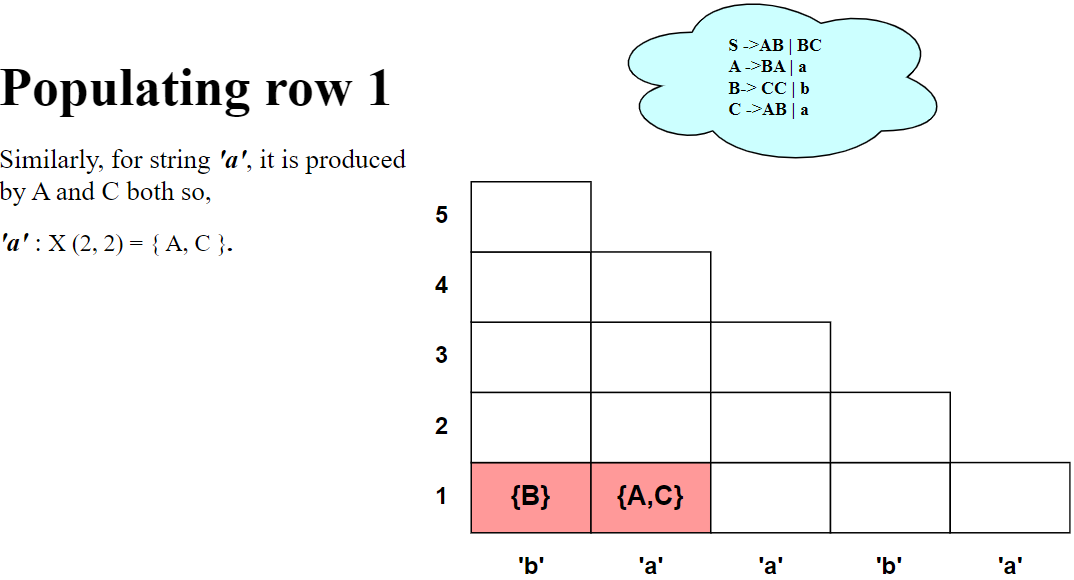 S ->AB | BC
A ->BA | a
B-> CC | b
C ->AB | a
Populating row 1
Similarly, for string 'a', it is produced
by A and C both so,
'a' : X (2, 2) = { A, C }.
5
4
3
2
1 {B} {A,C}
'b' 'a' 'a' 'b' 'a'